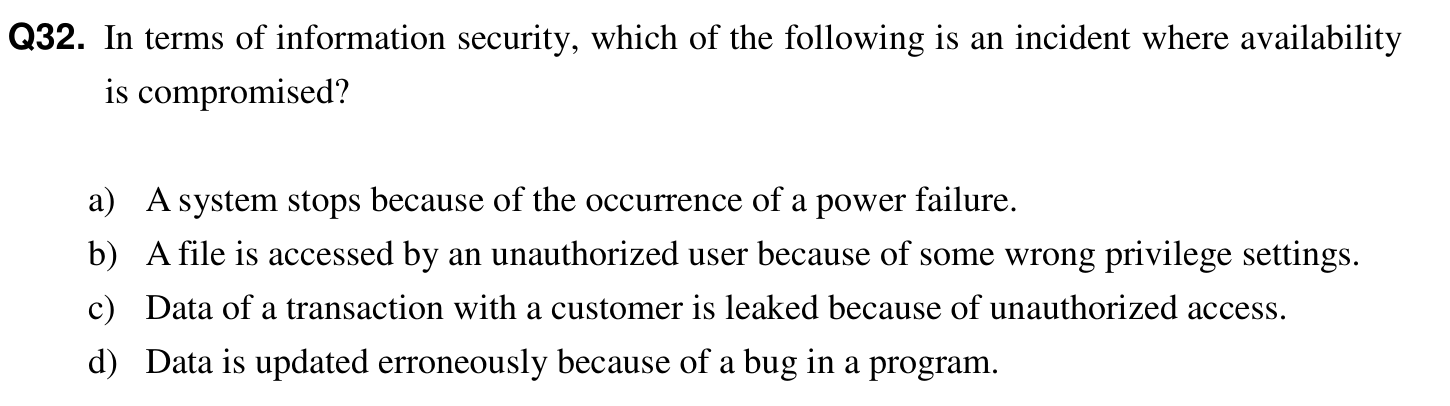 Q32. In terms of information security, which of the following is an incident where availability
is compromised?
a) A system stops because of the occurrence of a power failure.
b) A file is accessed by an unauthorized user because of some wrong privilege settings.
c) Data of a transaction with a customer is leaked because of unauthorized access.
d) Data is updated erroneously because of a bug in a program.